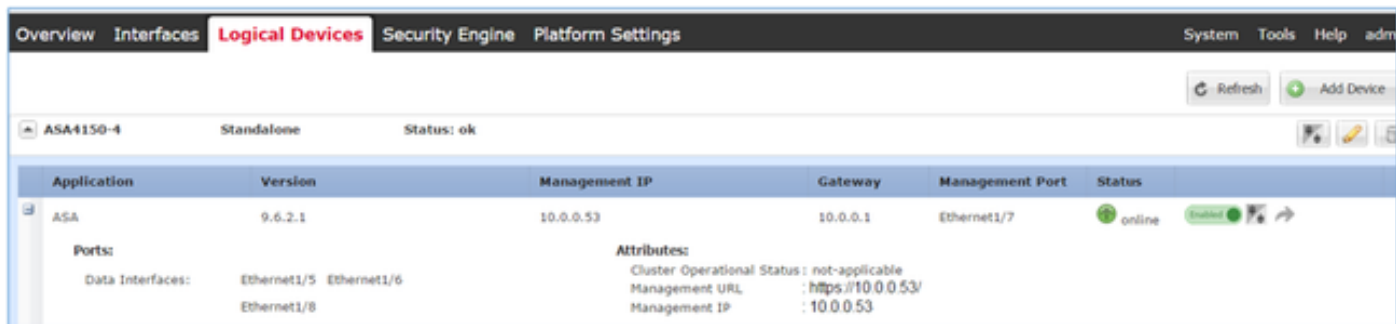 Overview Interfaces Logical Devices Security Engine Platform Settings System Tools Help adm
Refresh Add Device
ASA4150-4 Standalone Status: ok
Application Version Management IP Gateway Management Port Status
ASA 9.6.2.1 10.0.0.53 10.0.0.1 Ethernet1/7 online Enabled
Ports: Attributes:
Data Interfaces: Ethernet1/5 Ethernet1/6 Cluster Operational Status : not-applicable
Management URL : https://10.0.0.53/
Ethernet1/8 Management IP : 10.0.0.53